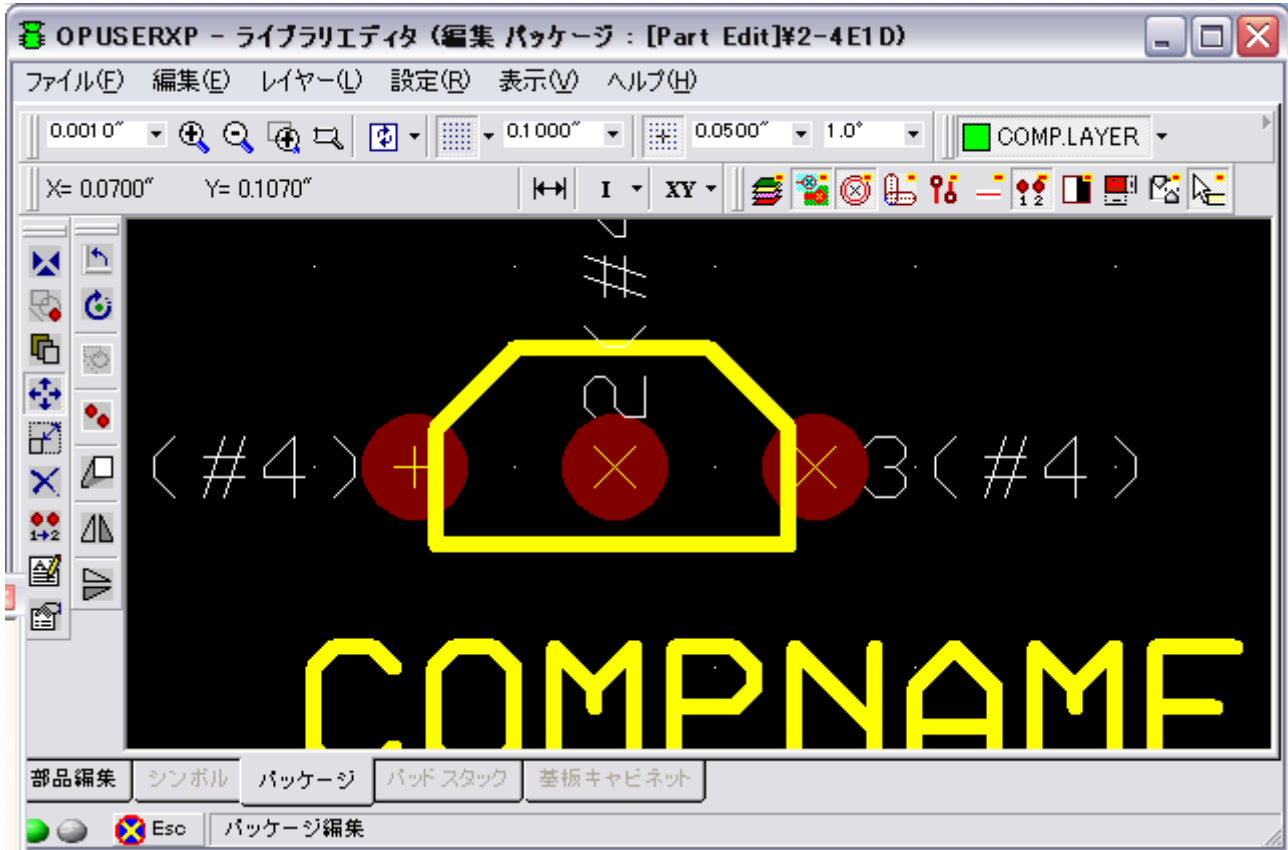 OPUSERXP - ライブラリエディタ (編集 パッケージ : [Part Edit]¥2-4E1D)
ファイル(F) 編集(E) レイヤー(L) 設定(R) 表示(V) ヘルプ(H)
0.0010" 0.1000" 0.0500" 1.0° COMP.LAYER
X= 0.0700" Y= 0.1070" I XY 1 2
1→2
2(#
(#4) 3(#4)
COMPNAME
部品編集 シンボル パッケージ パッド スタック 基板キャビネット
Esc パッケージ編集